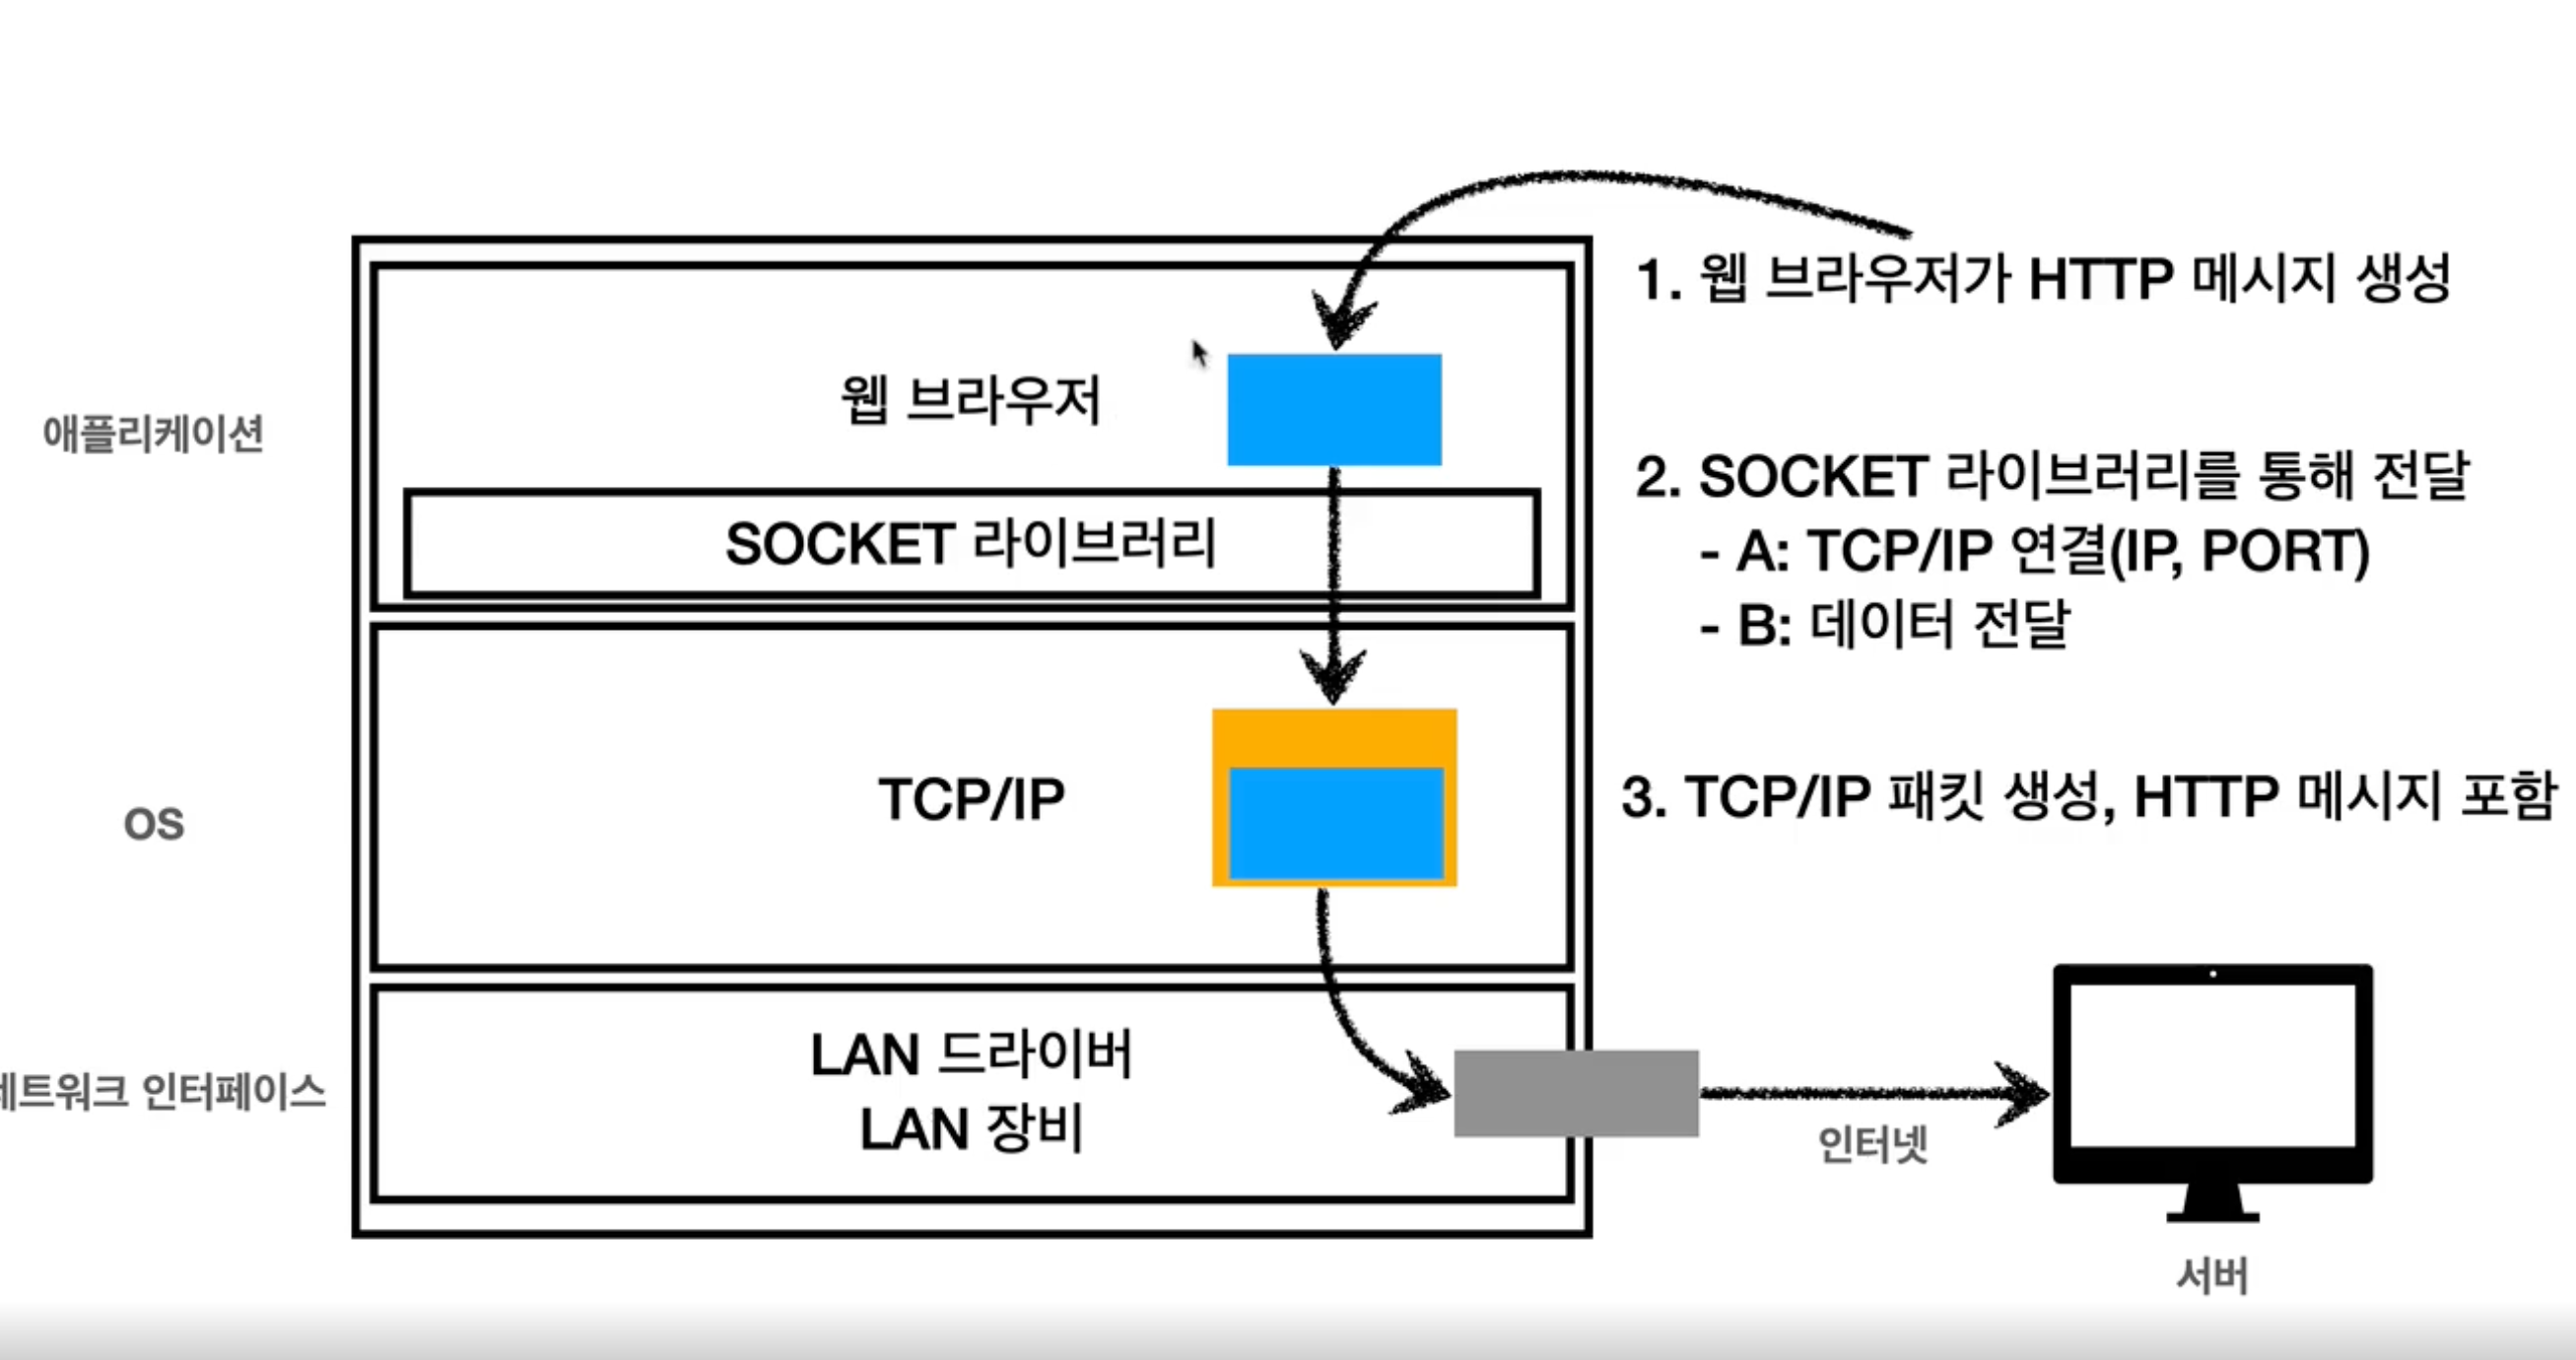 1. 웹 브라우저가 HTTP 메시지 생성
웹 브라우저
애플리케이션
SOCKET 라이브러리
2. SOCKET 라이브러리를 통해 전달
- A: TCP/IP 연결(IP, PORT)
- B: 데이터 전달
OS
TCP/IP
3. TCP/IP 패킷 생성, HTTP 메시지 포함
네트워크 인터페이스
LAN 드라이버
LAN 장비
인터넷
서버